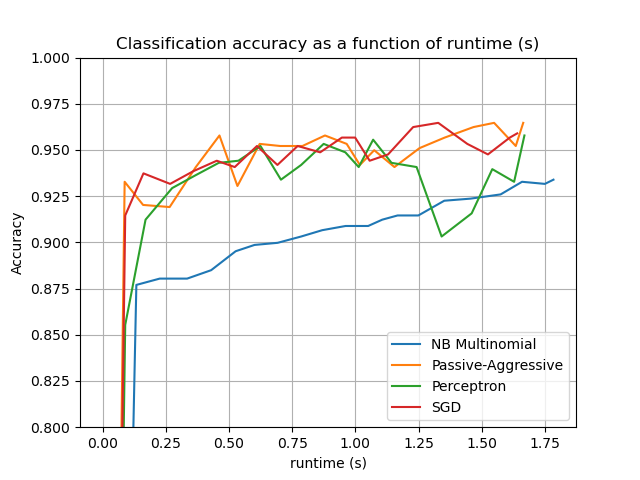 Classification accuracy as a function of runtime (s)
1.000
0.975
0.950
0.925
0.900
0.875
0.850
0.825
0.800
Accuracy
NB Multinomial
Passive-Aggressive
Perceptron
SGD
0.00 0.25 0.50 0.75 1.00 1.25 1.50 1.75
runtime (s)